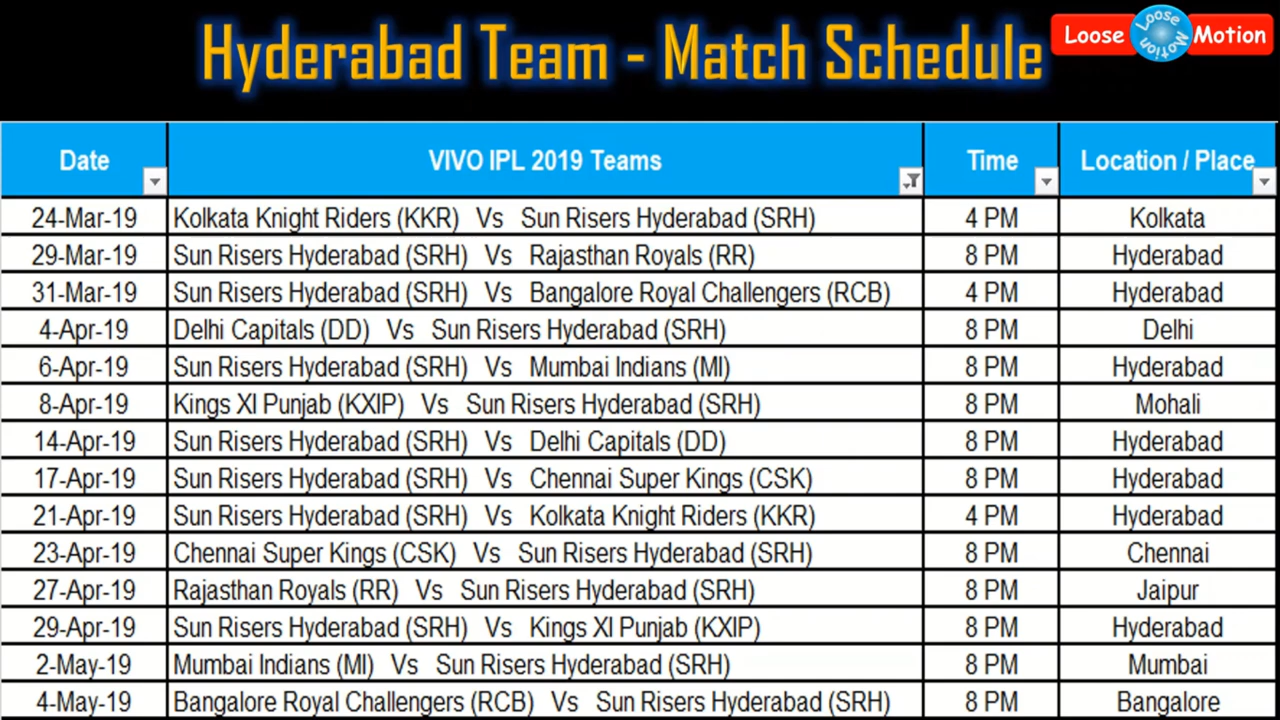 Hyderabad Team - Match Schedule
Loose Loose Motion Motion
Date VIVO IPL 2019 Teams Time Location / Place
24-Mar-19 Kolkata Knight Riders (KKR) Vs Sun Risers Hyderabad (SRH) 4 PM Kolkata
29-Mar-19 Sun Risers Hyderabad (SRH) Vs Rajasthan Royals (RR) 8 PM Hyderabad
31-Mar-19 Sun Risers Hyderabad (SRH) Vs Bangalore Royal Challengers (RCB) 4 PM Hyderabad
4-Apr-19 Delhi Capitals (DD) Vs Sun Risers Hyderabad (SRH) 8 PM Delhi
6-Apr-19 Sun Risers Hyderabad (SRH) Vs Mumbai Indians (MI) 8 PM Hyderabad
8-Apr-19 Kings XI Punjab (KXIP) Vs Sun Risers Hyderabad (SRH) 8 PM Mohali
14-Apr-19 Sun Risers Hyderabad (SRH) Vs Delhi Capitals (DD) 8 PM Hyderabad
17-Apr-19 Sun Risers Hyderabad (SRH) Vs Chennai Super Kings (CSK) 8 PM Hyderabad
21-Apr-19 Sun Risers Hyderabad (SRH) Vs Kolkata Knight Riders (KKR) 4 PM Hyderabad
23-Apr-19 Chennai Super Kings (CSK) Vs Sun Risers Hyderabad (SRH) 8 PM Chennai
27-Apr-19 Rajasthan Royals (RR) Vs Sun Risers Hyderabad (SRH) 8 PM Jaipur
29-Apr-19 Sun Risers Hyderabad (SRH) Vs Kings XI Punjab (KXIP) 8 PM Hyderabad
2-May-19 Mumbai Indians (MI) Vs Sun Risers Hyderabad (SRH) 8 PM Mumbai
4-May-19 Bangalore Royal Challengers (RCB) Vs Sun Risers Hyderabad (SRH) 8 PM Bangalore